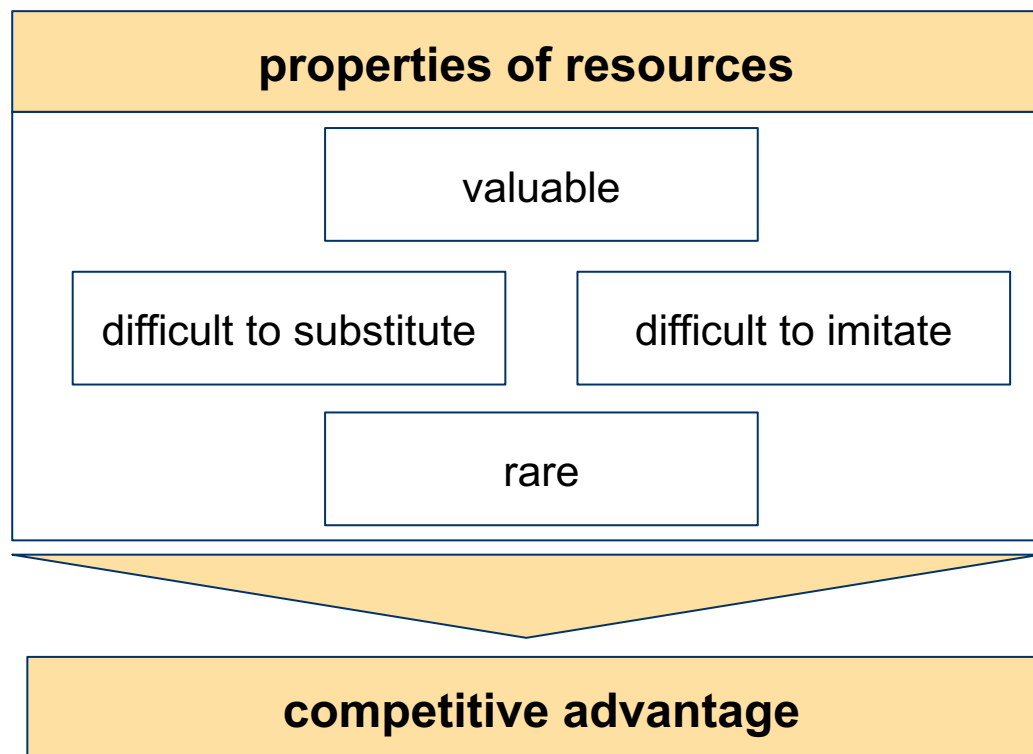 properties of resources
valuable
difficult to substitute
difficult to imitate
rare
competitive advantage